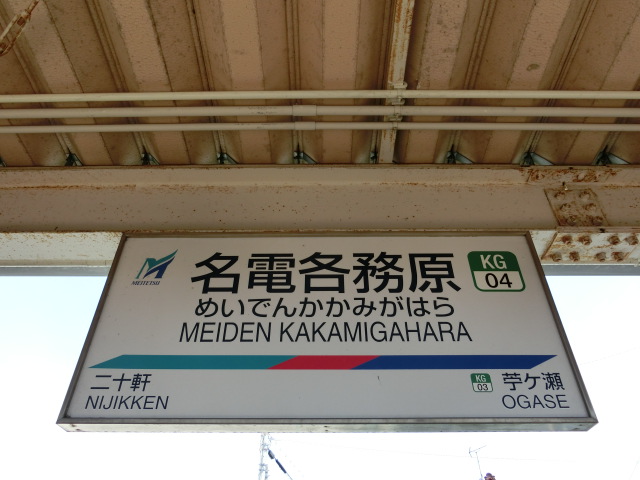 MEITETSU
名電各務原
めいでんかかみがはら
MEIDEN KAKAMIGAHARA
KG
04
二十軒
NIJIKKEN
KG
03
苧ケ瀬
OGASE